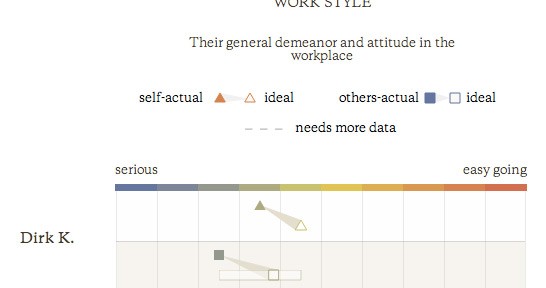 WORK STYLE
Their general demeanor and attitude in the
workplace
self-actual ideal others-actual ideal
needs more data
serious easy going
Dirk K.